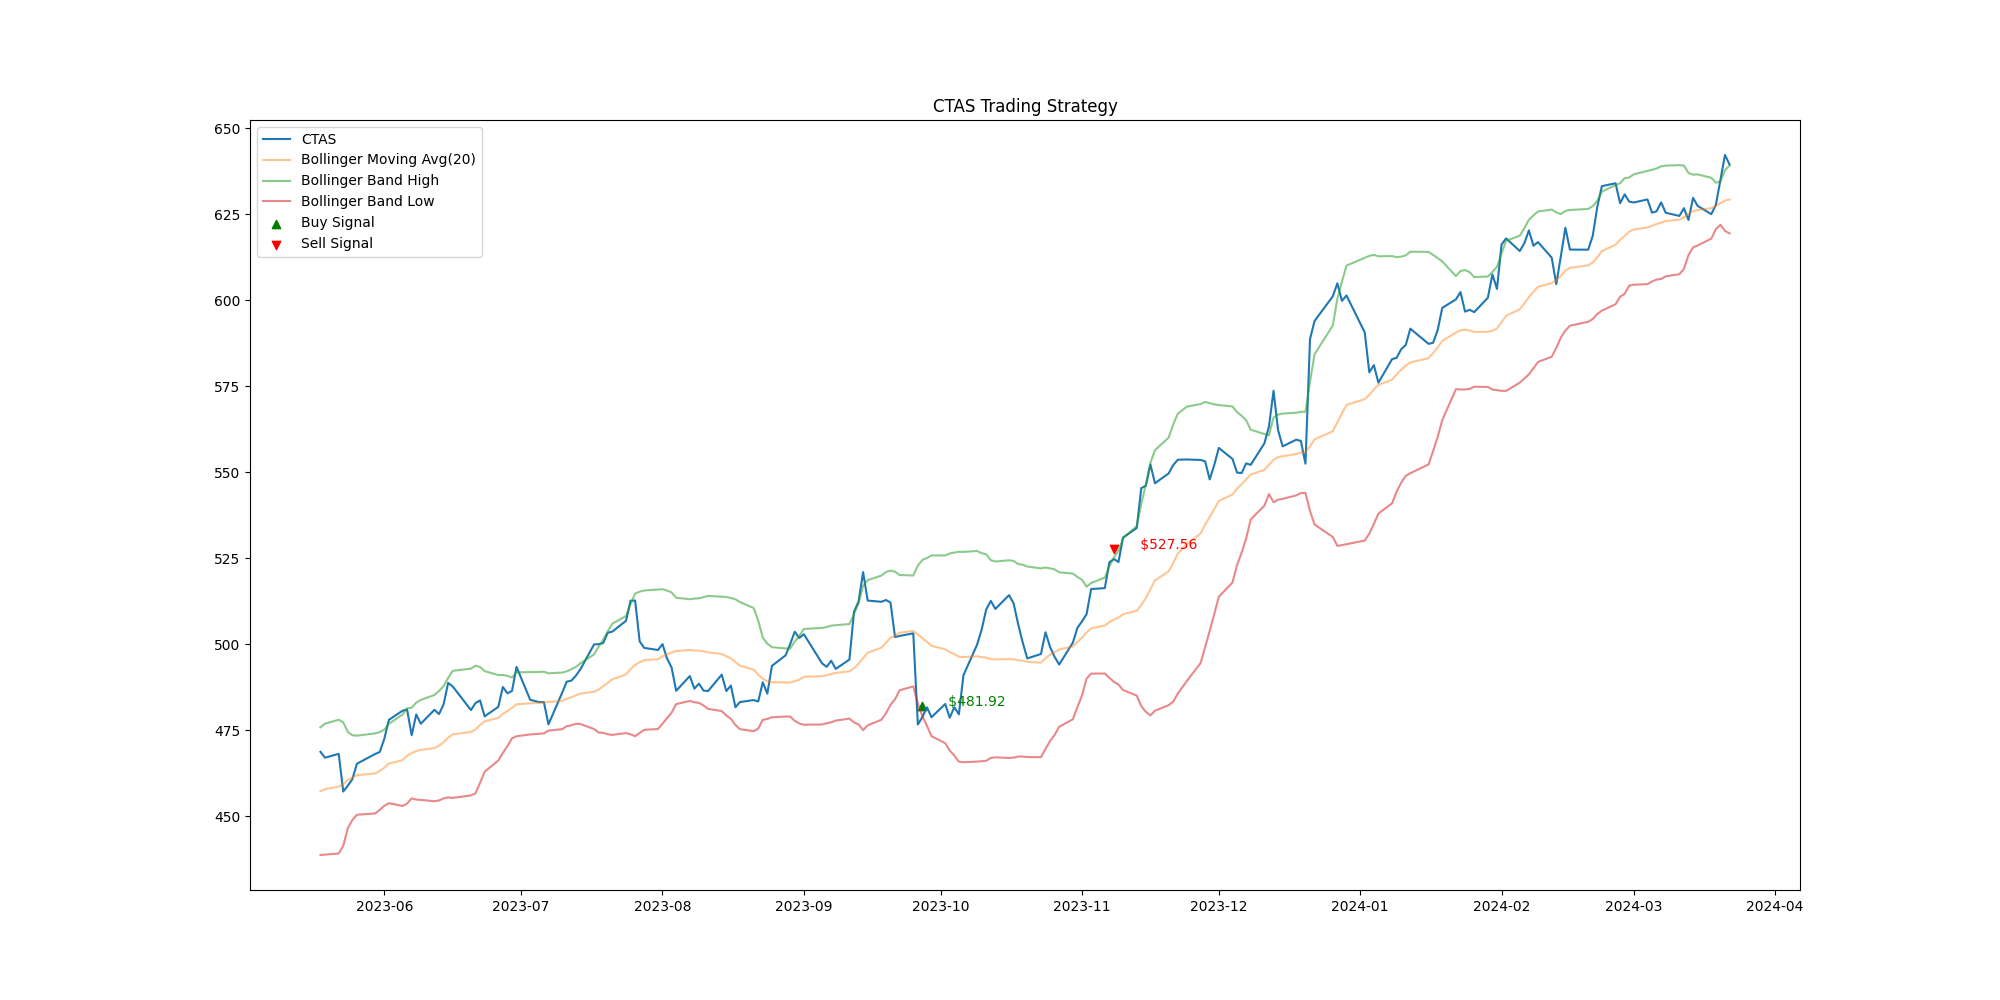 CTAS Trading Strategy
650
625
600
575
550
525
500
475
450
CTAS
Bollinger Moving Avg(20)
Bollinger Band High
Bollinger Band Low
Buy Signal
Sell Signal
$527.56
$481.92
2023-06 2023-07 2023-08 2023-09 2023-10 2023-11 2023-12 2024-01 2024-02 2024-03 2024-04